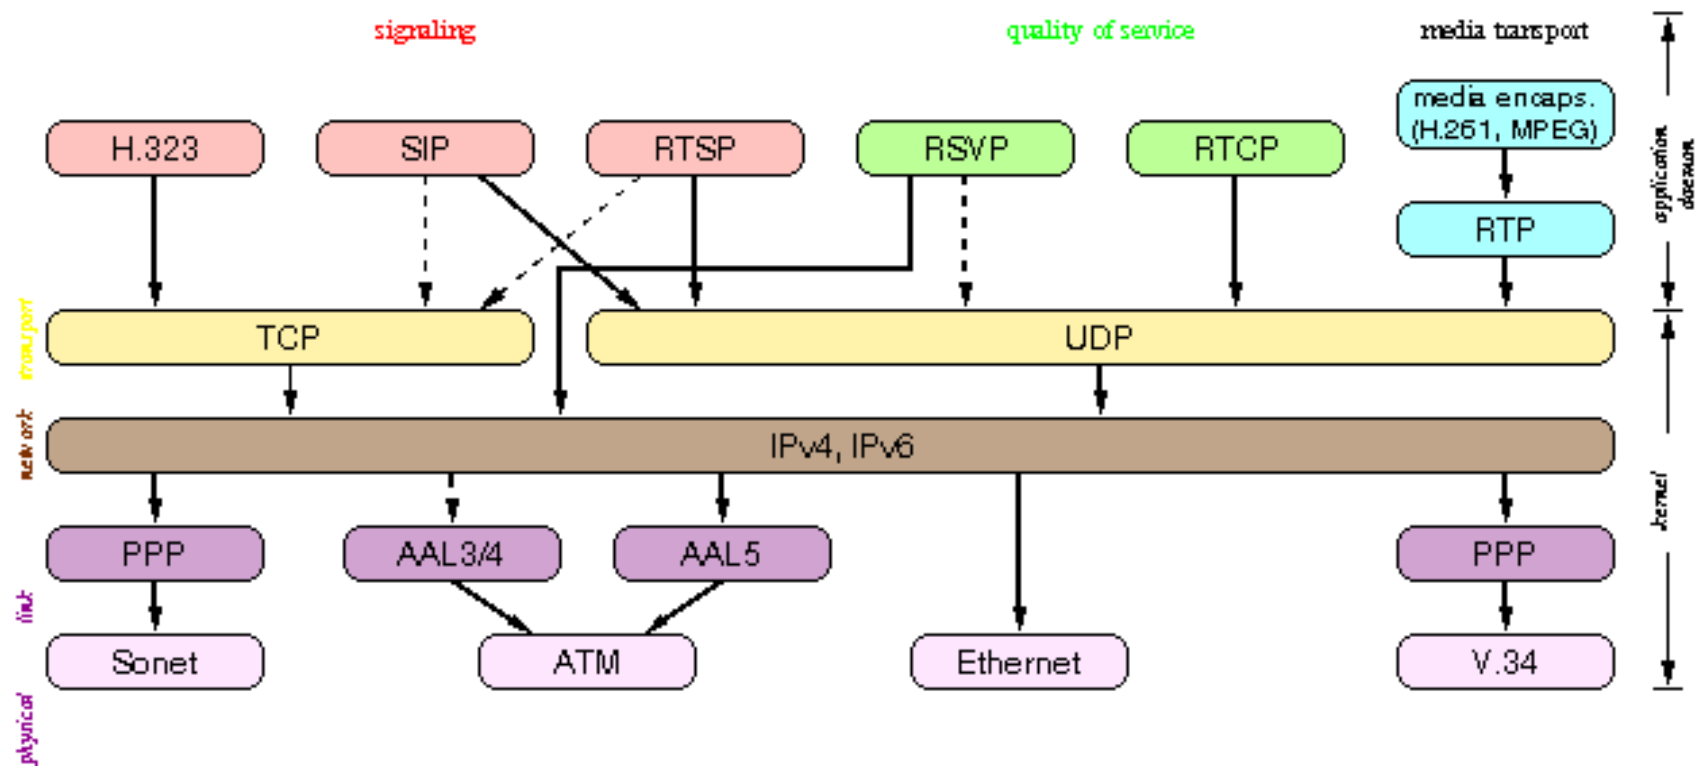 signaling
quality of service
media transport
media encaps.
(H.261, MPEG)
H.323
SIP
RTSP
RSVP
RTCP
RTP
application
daemon
transport
TCP
UDP
network
IPv4, IPv6
kernel
PPP
AAL3/4
AAL5
PPP
link
Sonet
ATM
Ethernet
V.34
physical